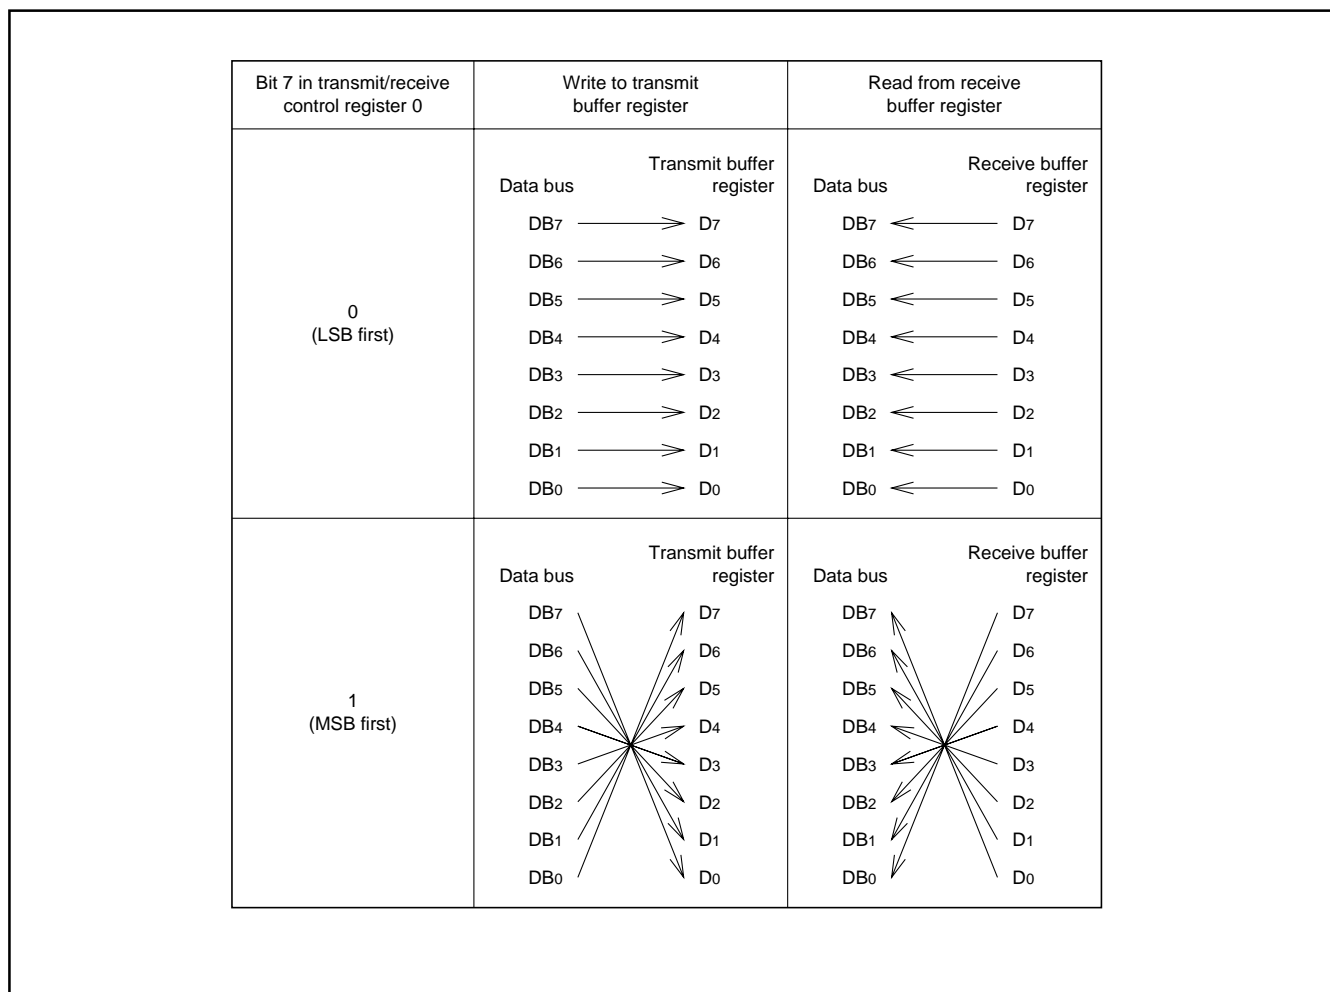 Bit 7 in transmit/receive
control register 0
Write to transmit
buffer register
Read from receive
buffer register
0
(LSB first)
Transmit buffer
Data bus register
DB7 D7
DB6 D6
DB5 D5
DB4 D4
DB3 D3
DB2 D2
DB1 D1
DB0 D0
Receive buffer
Data bus register
DB7 D7
DB6 D6
DB5 D5
DB4 D4
DB3 D3
DB2 D2
DB1 D1
DB0 D0
1
(MSB first)
Transmit buffer
Data bus register
DB7 D7
DB6 D6
DB5 D5
DB4 D4
DB3 D3
DB2 D2
DB1 D1
DB0 D0
Receive buffer
Data bus register
DB7 D7
DB6 D6
DB5 D5
DB4 D4
DB3 D3
DB2 D2
DB1 D1
DB0 D0